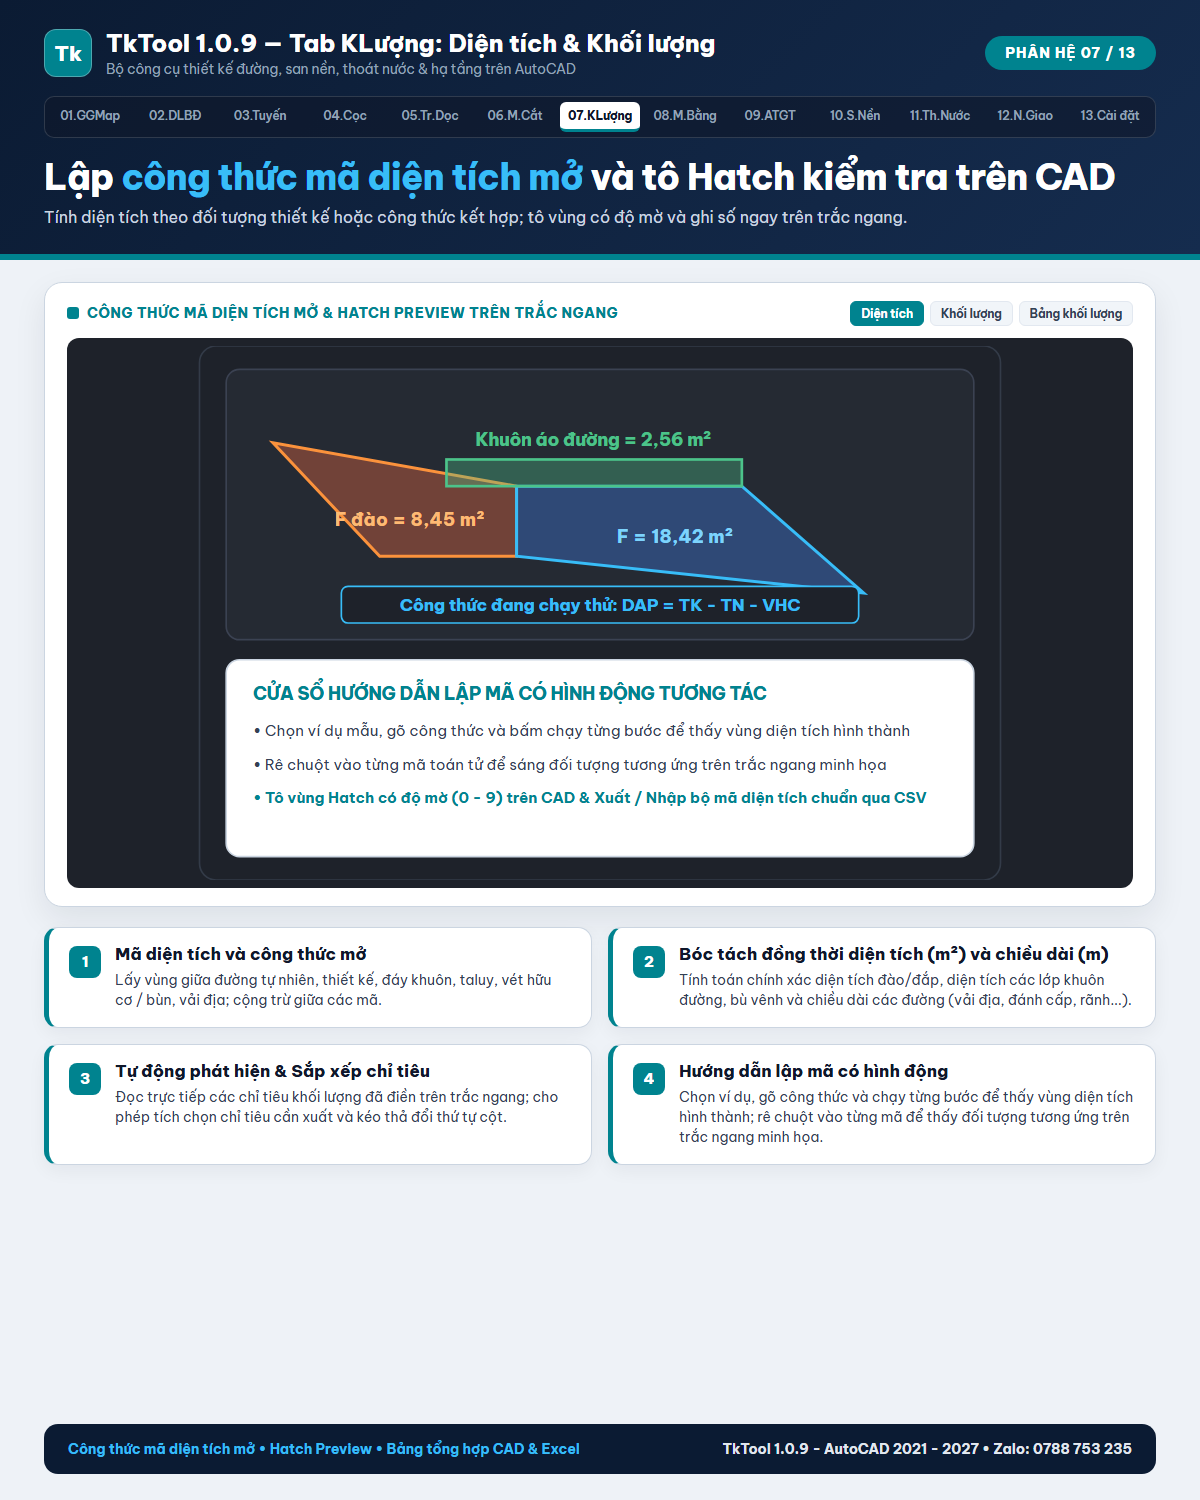 Tk
TkTool 1.0.9 — Tab KLượng: Diện tích & Khối lượng
Bộ công cụ thiết kế đường, san nền, thoát nước & hạ tầng trên AutoCAD
PHÂN HỆ 07 / 13
01.GGMap 02.DLBĐ 03.Tuyến 04.Cọc 05.Tr.Dọc 06.M.Cắt 07.KLượng 08.M.Bằng 09.ATGT 10.S.Nền 11.Th.Nước 12.N.Giao 13.Cài đặt
Lập công thức mã diện tích mở và tô Hatch kiểm tra trên CAD
Tính diện tích theo đối tượng thiết kế hoặc công thức kết hợp; tô vùng có độ mờ và ghi số ngay trên trắc ngang.
CÔNG THỨC MÃ DIỆN TÍCH MỞ & HATCH PREVIEW TRÊN TRẮC NGANG
Diện tích Khối lượng Bảng khối lượng
Khuôn áo đường = 2,56 m²
F đào = 8,45 m²
F = 18,42 m²
Công thức đang chạy thử: DAP = TK - TN - VHC
CỬA SỔ HƯỚNG DẪN LẬP MÃ CÓ HÌNH ĐỘNG TƯƠNG TÁC
• Chọn ví dụ mẫu, gõ công thức và bấm chạy từng bước để thấy vùng diện tích hình thành
• Rê chuột vào từng mã toán tử để sáng đối tượng tương ứng trên trắc ngang minh họa
• Tô vùng Hatch có độ mờ (0 - 9) trên CAD & Xuất / Nhập bộ mã diện tích chuẩn qua CSV
1
Mã diện tích và công thức mở
Lấy vùng giữa đường tự nhiên, thiết kế, đáy khuôn, taluy, vét hữu
cơ / bùn, vải địa; cộng trừ giữa các mã.
2
Bóc tách đồng thời diện tích (m²) và chiều dài (m)
Tính toán chính xác diện tích đào/đắp, diện tích các lớp khuôn
đường, bù vênh và chiều dài các đường (vải địa, đánh cấp, rãnh...).
3
Tự động phát hiện & Sắp xếp chỉ tiêu
Đọc trực tiếp các chỉ tiêu khối lượng đã điền trên trắc ngang; cho
phép tích chọn chỉ tiêu cần xuất và kéo thả đổi thứ tự cột.
4
Hướng dẫn lập mã có hình động
Chọn ví dụ, gõ công thức và chạy từng bước để thấy vùng diện tích
hình thành; rê chuột vào từng mã để thấy đối tượng tương ứng trên
trắc ngang minh họa.
Công thức mã diện tích mở • Hatch Preview • Bảng tổng hợp CAD & Excel
TkTool 1.0.9 - AutoCAD 2021 - 2027 • Zalo: 0788 753 235